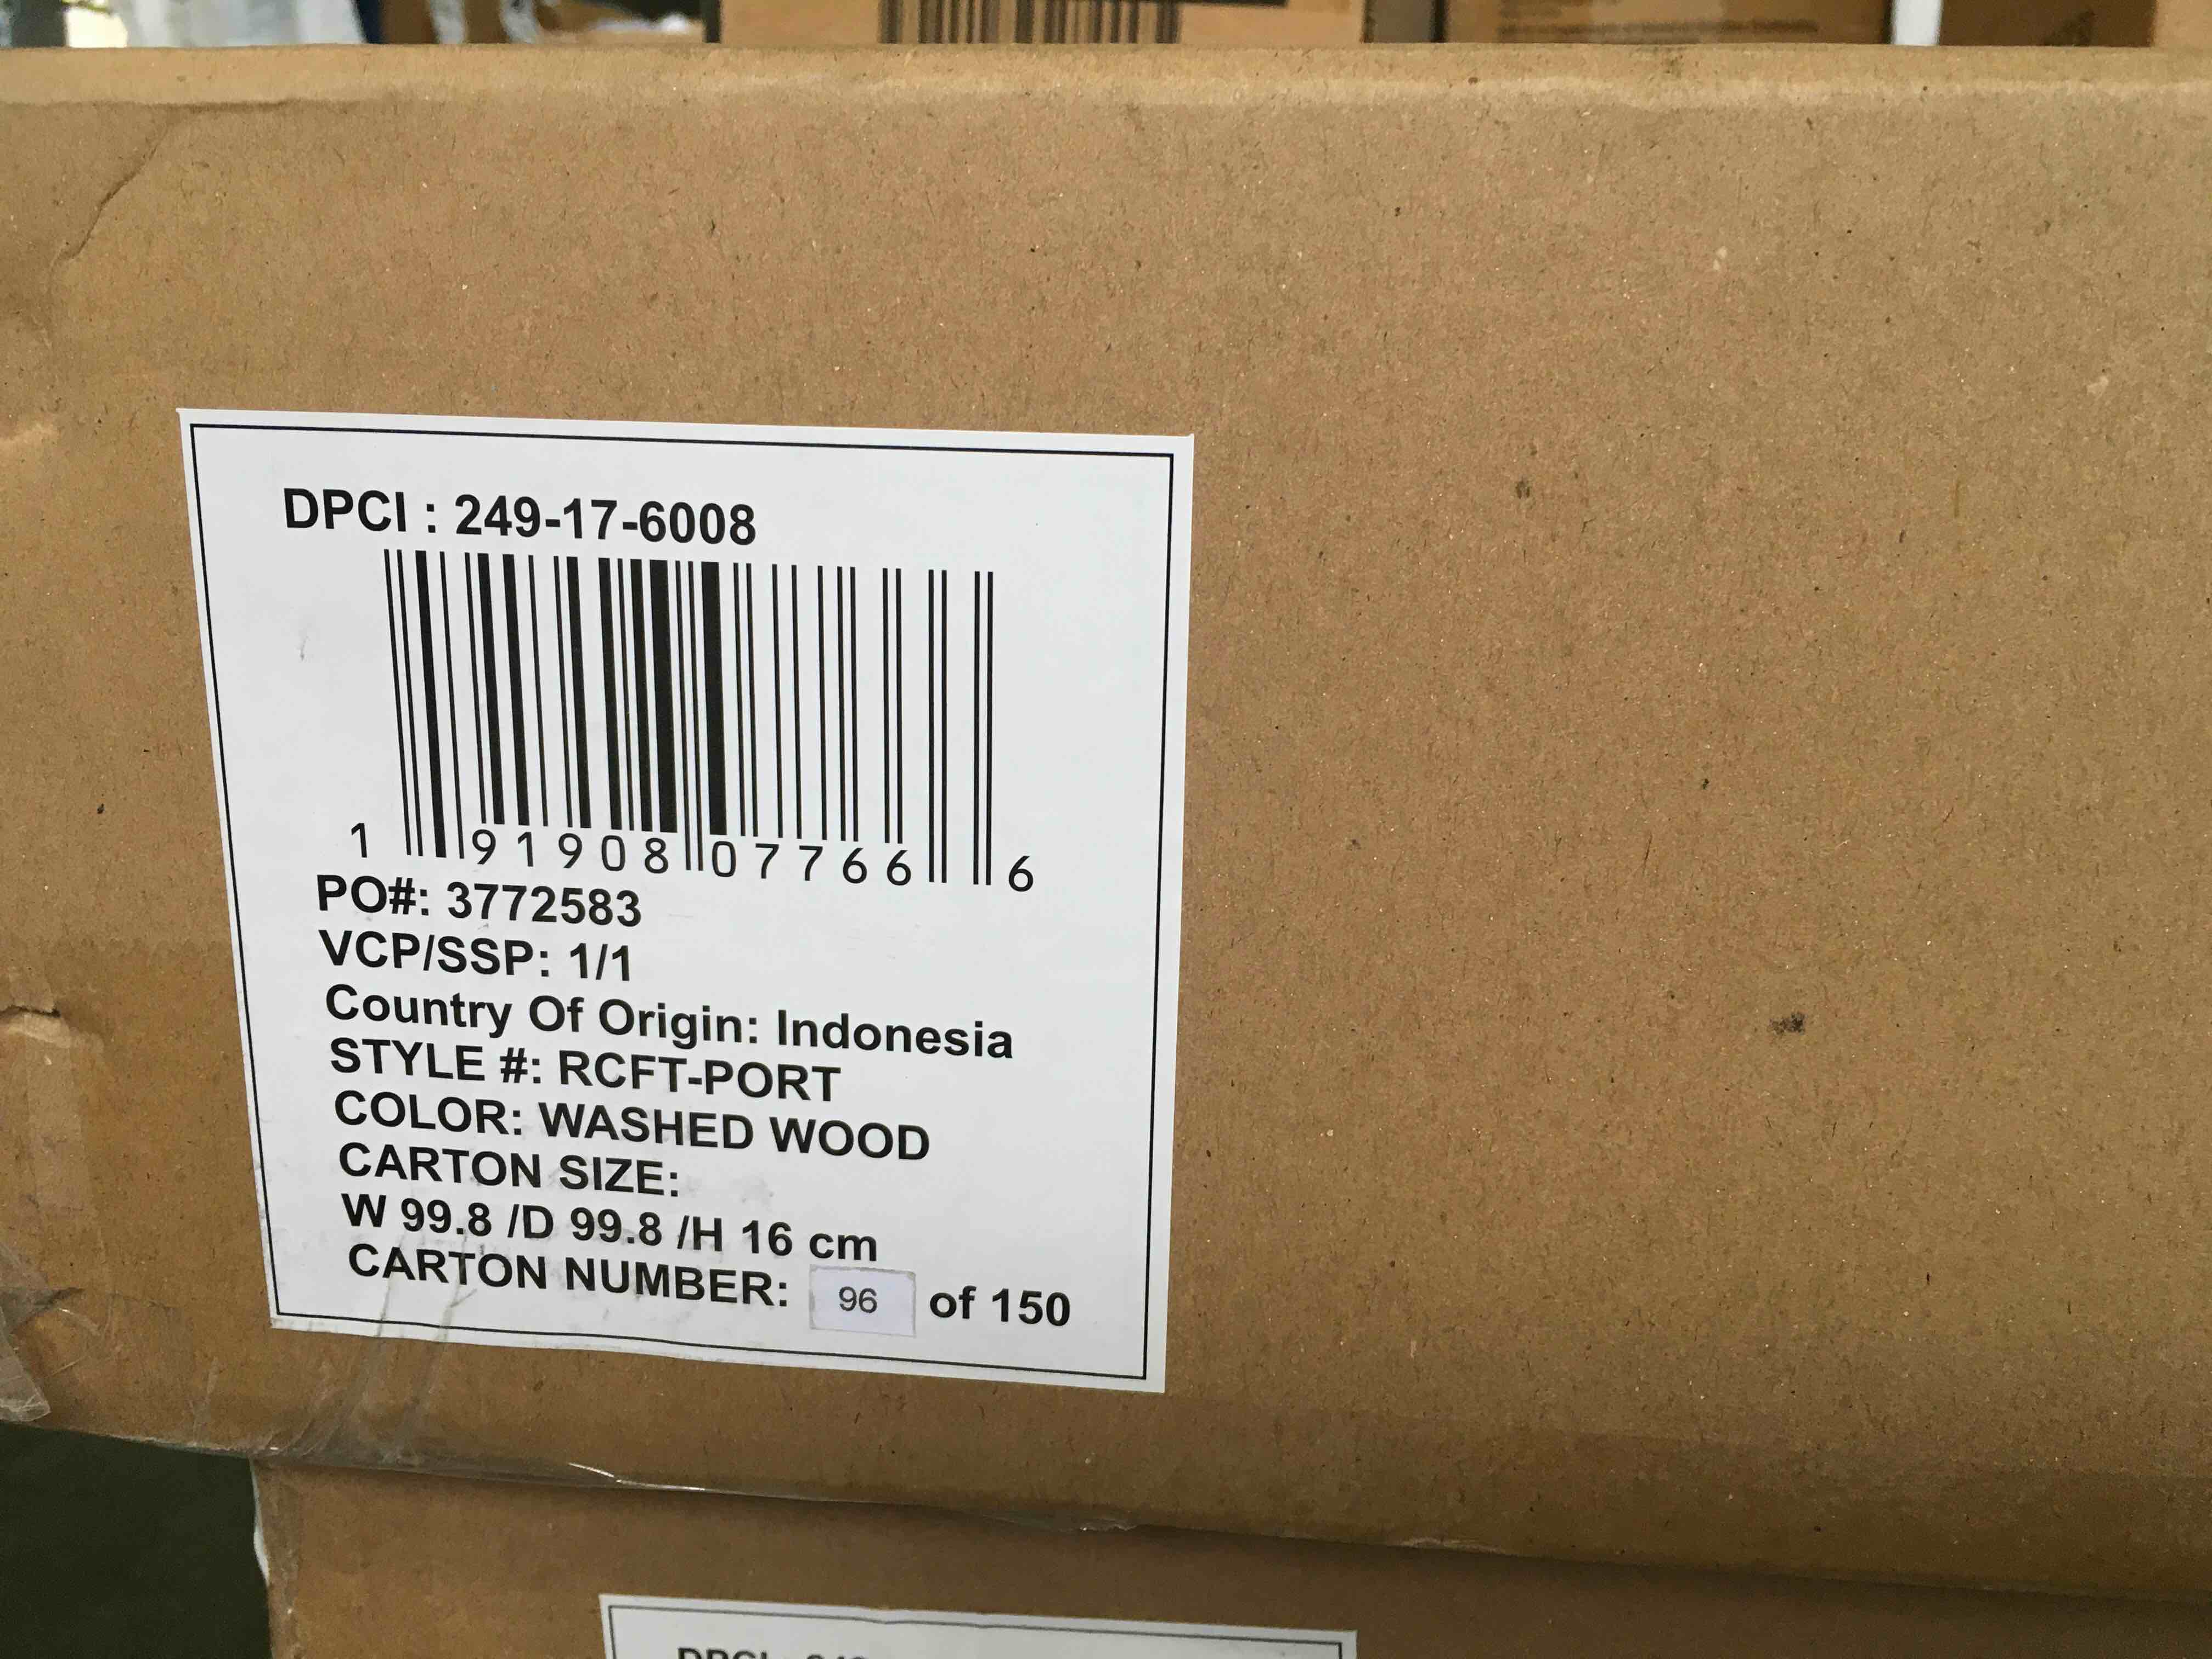 DPCI : 249-17-6008
1 91908 07766 6
PO#: 3772583
VCP/SSP: 1/1
Country Of Origin: Indonesia
STYLE #: RCFT-PORT
COLOR: WASHED WOOD
CARTON SIZE:
W 99.8 /D 99.8 /H 16 cm
CARTON NUMBER: 96 of 150